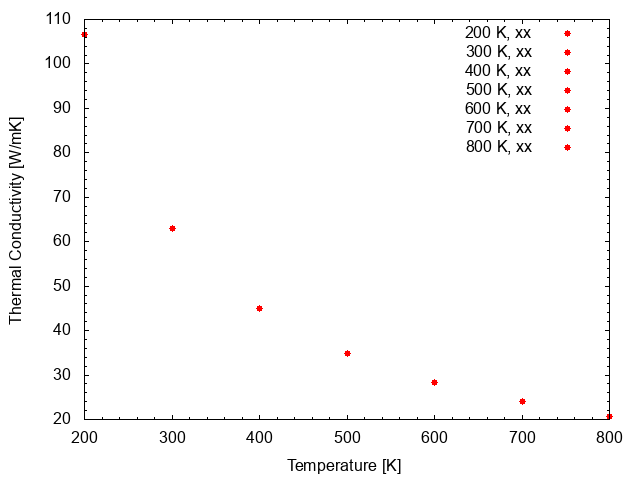 110
100
90
80
70
60
50
40
30
20
Thermal Conductivity [W/mK]
200 K, xx
300 K, xx
400 K, xx
500 K, xx
600 K, xx
700 K, xx
800 K, xx
200 300 400 500 600 700 800
Temperature [K]